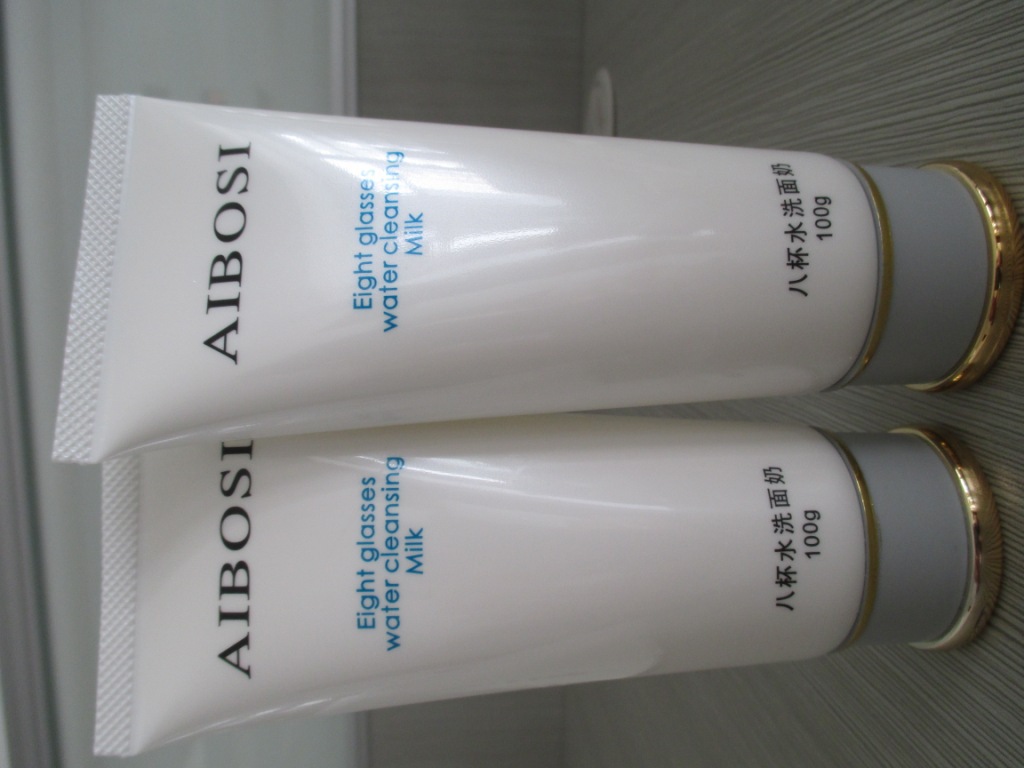 AIBOSI
Eight glasses
water cleansing
Milk
八杯水洗面奶
100g
AIBOSI
Eight glasses
water cleansing
Milk
八杯水洗面奶
100g